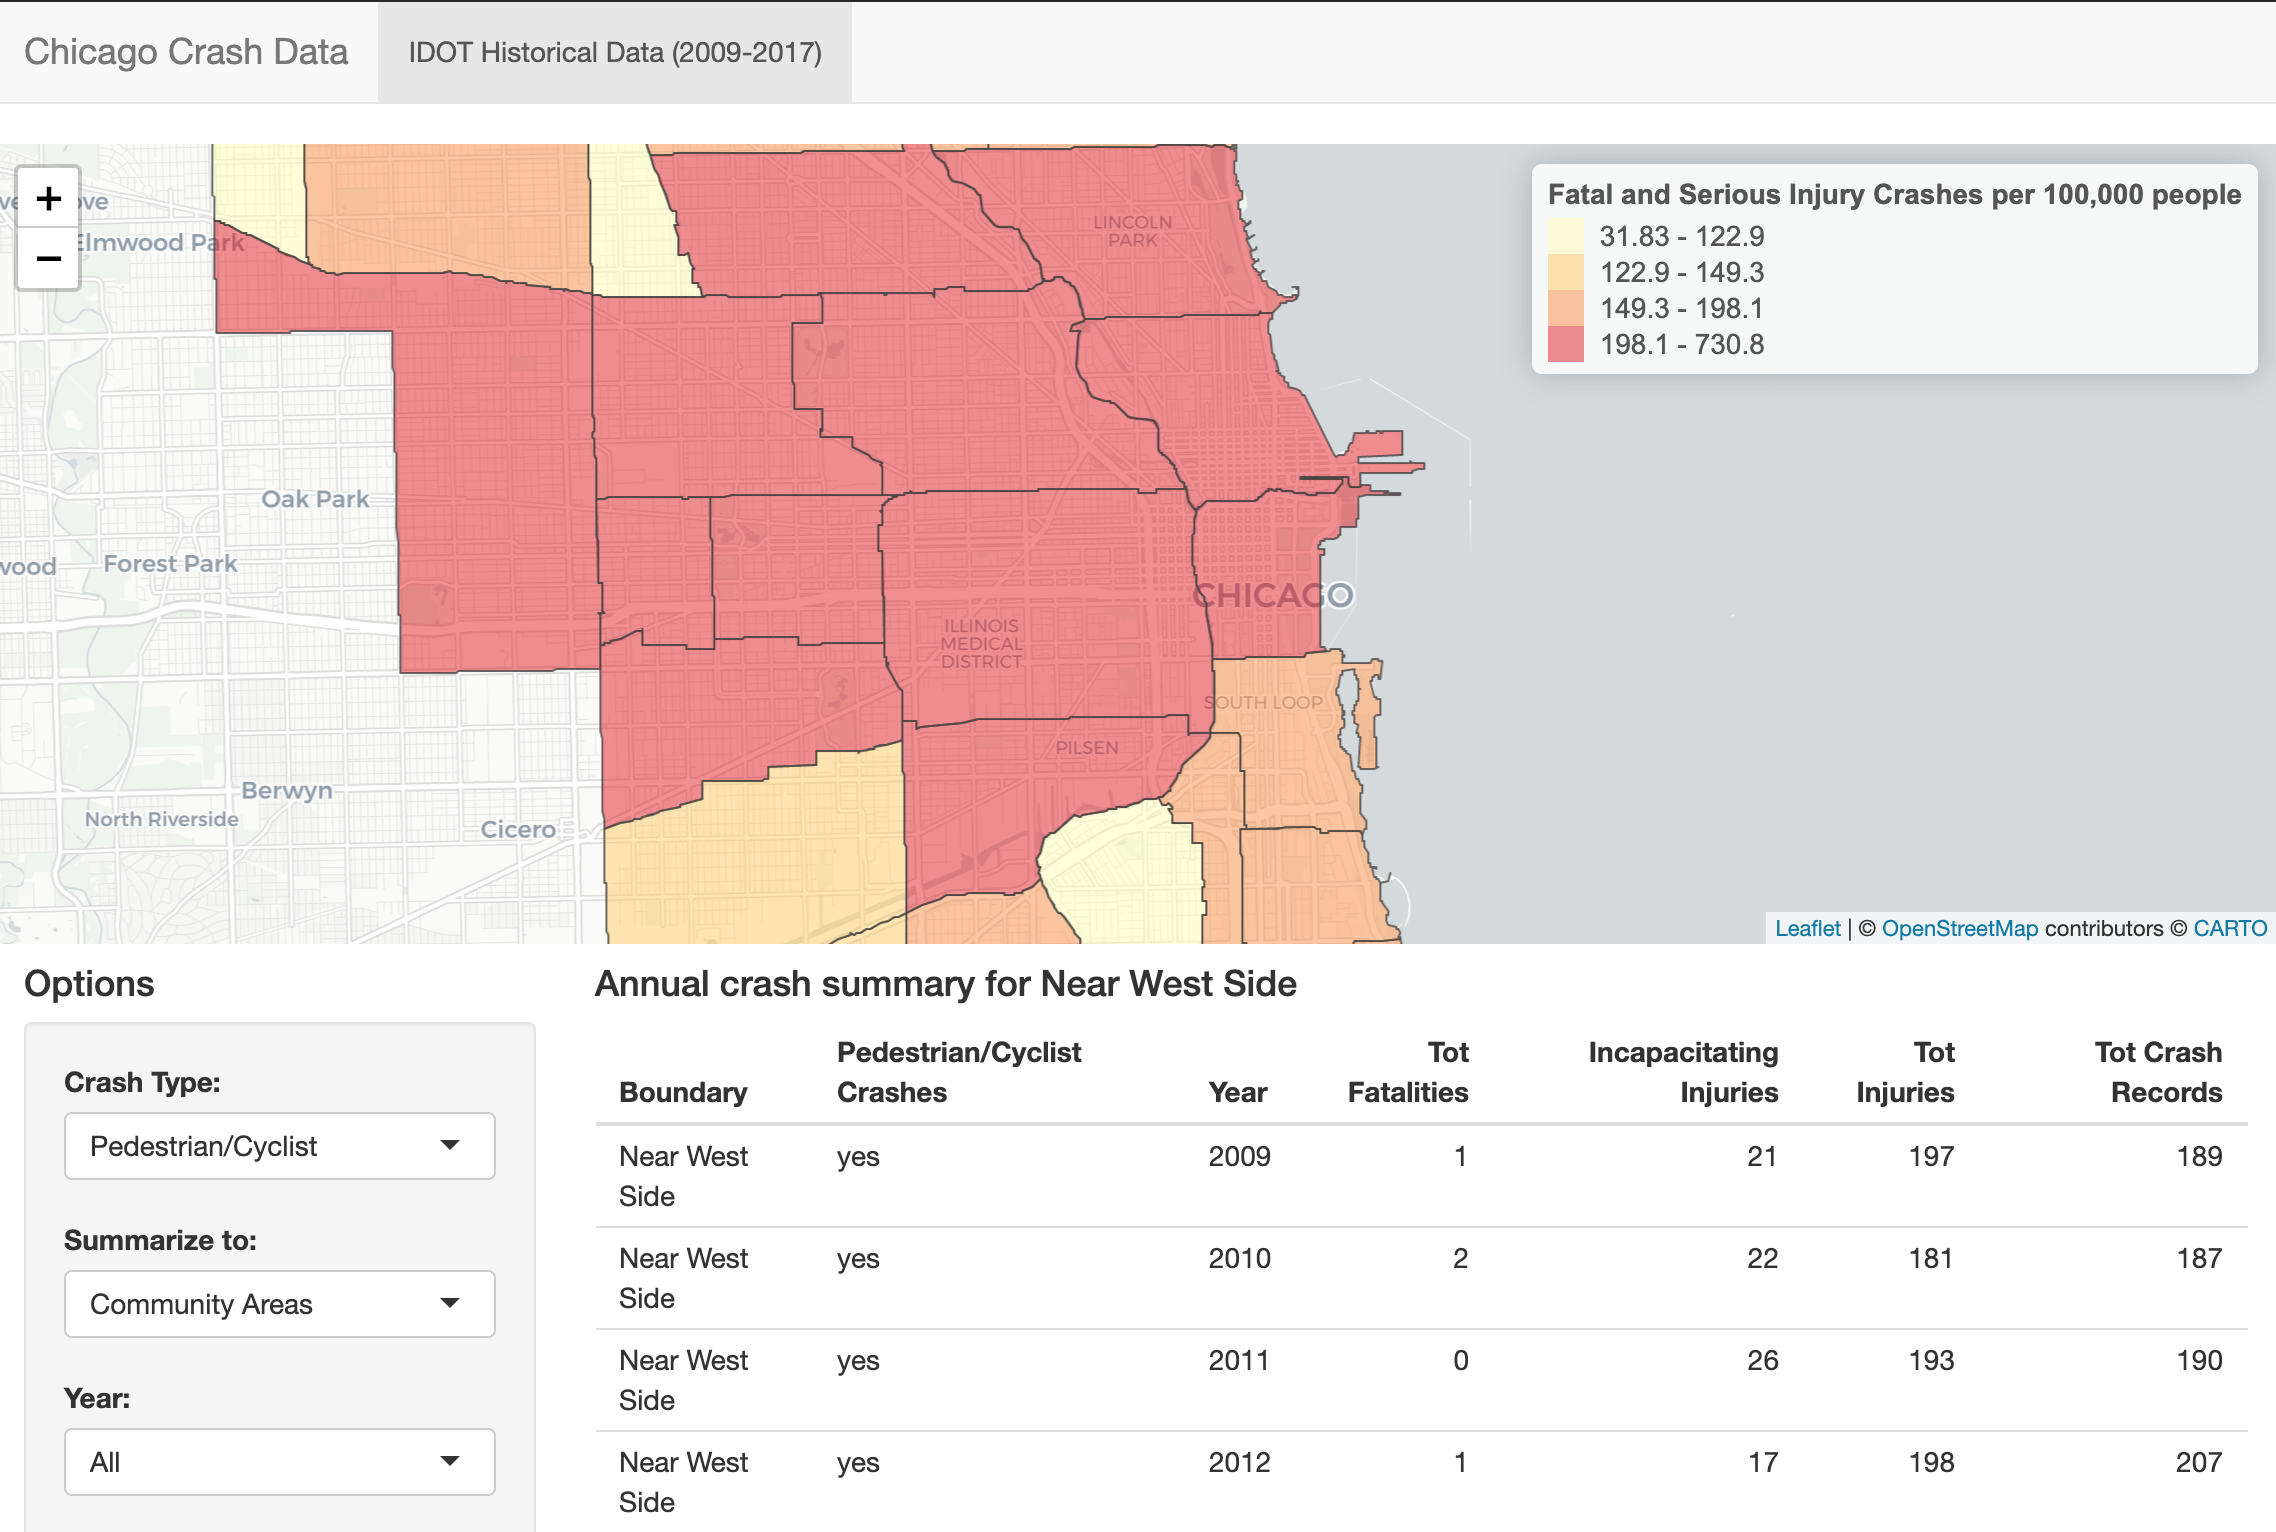 Chicago Crash Data
IDOT Historical Data (2009-2017)
+
−
Elmwood Park
Oak Park
Forest Park
Berwyn
North Riverside
Cicero
LINCOLN
PARK
CHICAGO
ILLINOIS
MEDICAL
DISTRICT
SOUTH LOOP
PILSEN
Fatal and Serious Injury Crashes per 100,000 people
31.83 - 122.9
122.9 - 149.3
149.3 - 198.1
198.1 - 730.8
Leaflet | © OpenStreetMap contributors © CARTO
Options
Crash Type:
Pedestrian/Cyclist
Summarize to:
Community Areas
Year:
All
Annual crash summary for Near West Side
Boundary Pedestrian/Cyclist Crashes Year Tot Fatalities Incapacitating Injuries Tot Injuries Tot Crash Records
Near West Side yes 2009 1 21 197 189
Near West Side yes 2010 2 22 181 187
Near West Side yes 2011 0 26 193 190
Near West Side yes 2012 1 17 198 207